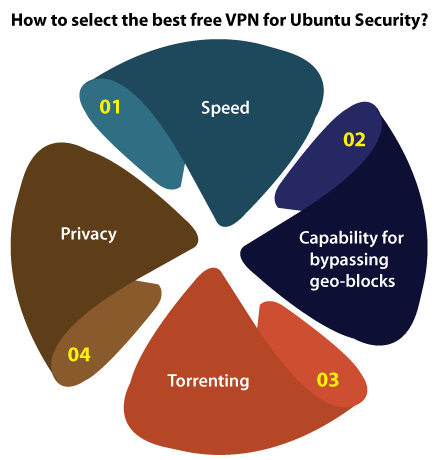 How to select the best free VPN for Ubuntu Security?
01
Speed
02
Capability for
bypassing
geo-blocks
03
Torrenting
04
Privacy